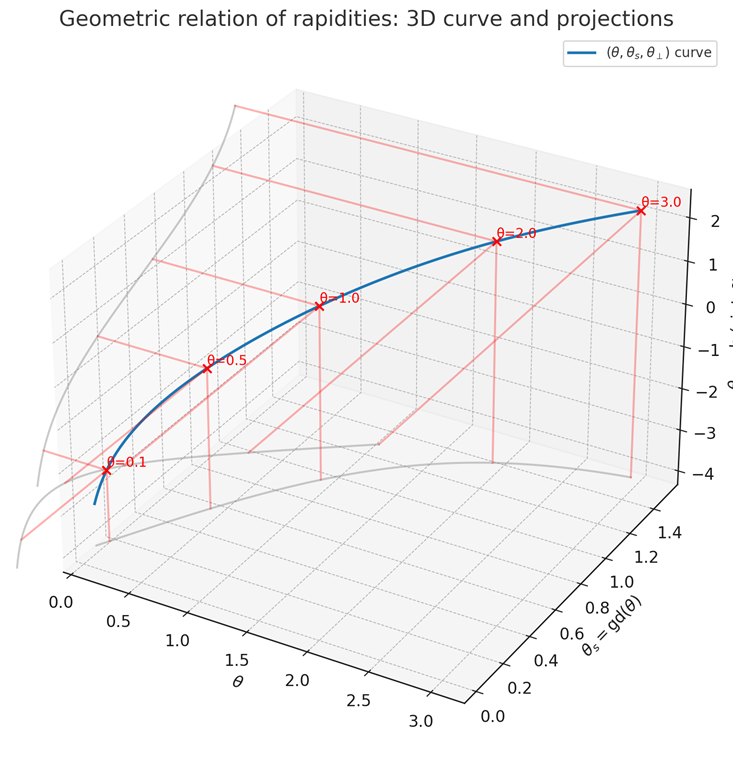 Geometric relation of rapidities: 3D curve and projections
(θ, θₛ, θ⊥) curve
θ=3.0
θ=2.0
θ=1.0
θ=0.5
θ=0.1
2
1
0
−1
−2
−3
−4
1.4
1.2
1.0
0.8
0.6
0.4
0.2
0.0
θₛ = gd(θ)
0.0
0.5
1.0
1.5
2.0
2.5
3.0
θ